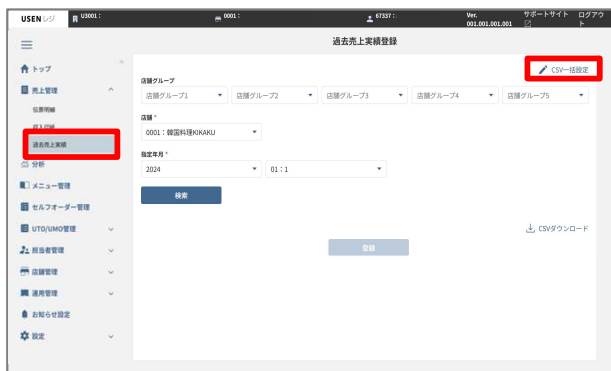 USEN レジ U3001： 0001： 67337： Ver. 001.001.001.001 サポートサイト ログアウト
過去売上実績登録
トップ
CSV一括設定
売上管理
店舗グループ
店舗グループ1 店舗グループ2 店舗グループ3 店舗グループ4 店舗グループ5
伝票明細
店舗 *
0001：韓国料理KIKAKU
過去売上実績
指定年月 *
分析
2024 01：1
メニュー管理
検索
セルフオーダー管理
UTO/UMO管理
CSVダウンロード
担当者管理
登録
店舗管理
運用管理
お知らせ設定
設定